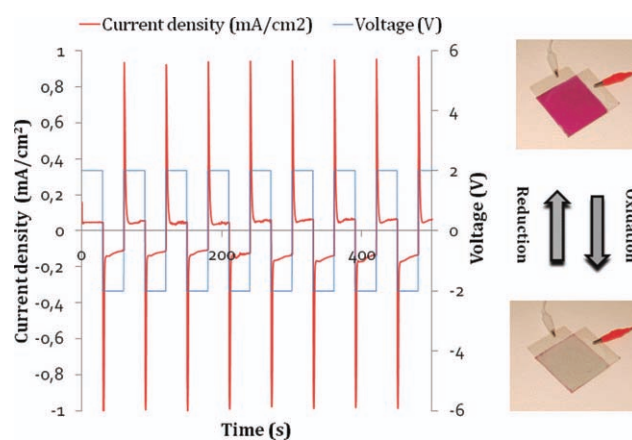 Current density (mA/cm2) Voltage (V)
1
0,8
0,6
0,4
0,2
0
-0,2
-0,4
-0,6
-0,8
-1
Current density (mA/cm²)
0 200 400
Time (s)
6
4
2
0
-2
-4
-6
Voltage (V)
Reduction
Oxidation